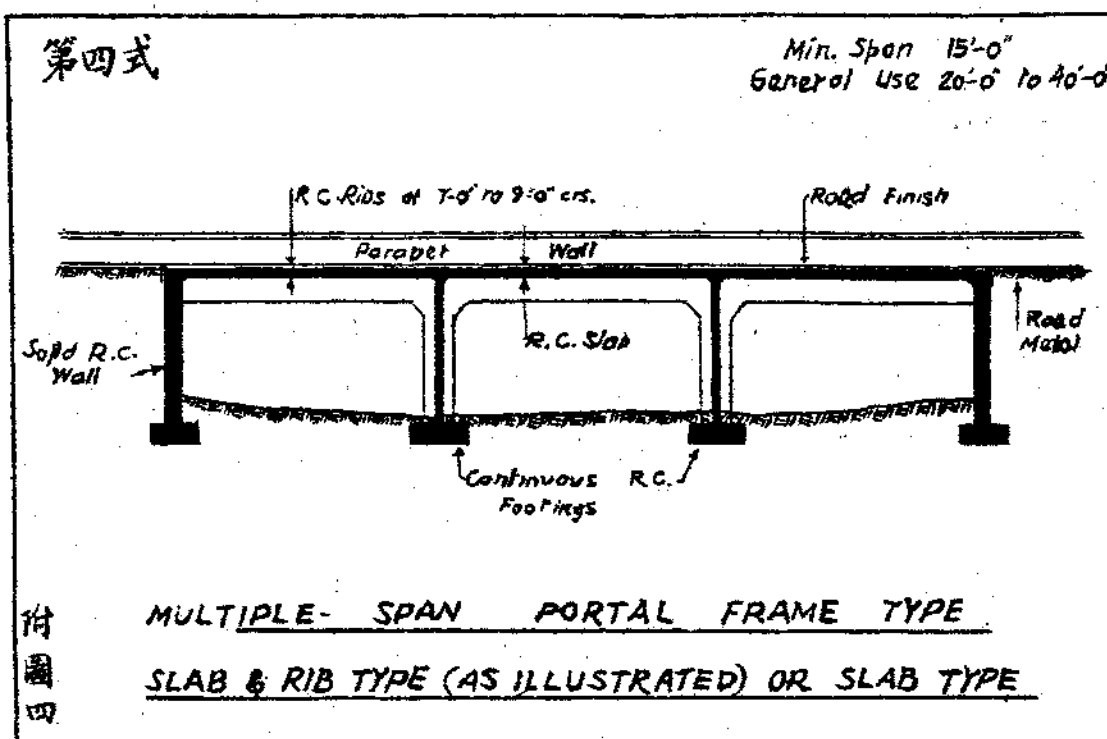 第四式
Min. Span 15'-0"
General Use 20'-0" to 40'-0"
R.C. Ribs at 7'-0" to 9'-0" crs.
Road Finish
Parapet Wall
Solid R.C.
Wall
R.C. Slab
Road
Metal
Continuous R.C.
Footings
附圖四
MULTIPLE- SPAN PORTAL FRAME TYPE
SLAB & RIB TYPE (AS ILLUSTRATED) OR SLAB TYPE